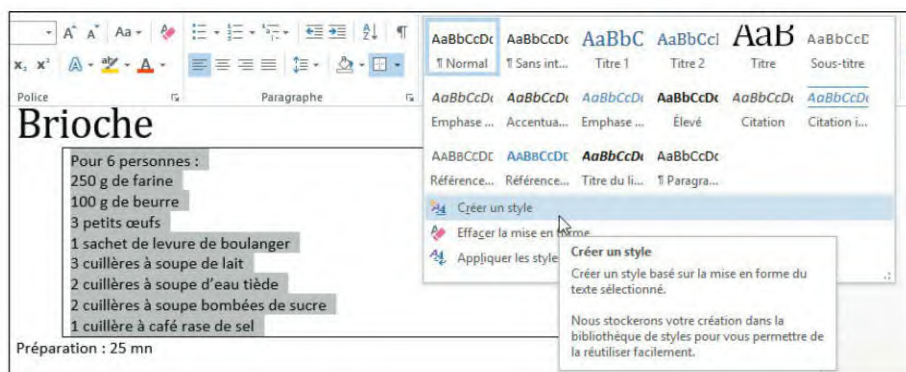 A A Aa
A Z ¶
AaBbCcDc AaBbCcDc AaBbC AaBbCcI AaB AaBbCcD
¶ Normal ¶ Sans int... Titre 1 Titre 2 Titre Sous-titre
x, x² A ab A
Police Paragraphe
AaBbCcDc AaBbCcDc AaBbCcDc AaBbCcDc AaBbCcDc AaBbCcDc
Emphase ... Accentua... Emphase ... Élevé Citation Citation i...
AABBCCDE AABBCCDE AaBbCcDc AaBbCcDc
Référence... Référence... Titre du li... ¶ Paragra...
Créer un style
Effacer la mise en forme
Appliquer les style
Créer un style
Créer un style basé sur la mise en forme du
texte sélectionné.
Nous stockerons votre création dans la
bibliothèque de styles pour vous permettre de
la réutiliser facilement.
Brioche
Pour 6 personnes :
250 g de farine
100 g de beurre
3 petits œufs
1 sachet de levure de boulanger
3 cuillères à soupe de lait
2 cuillères à soupe d'eau tiède
2 cuillères à soupe bombées de sucre
1 cuillère à café rase de sel
Préparation : 25 mn